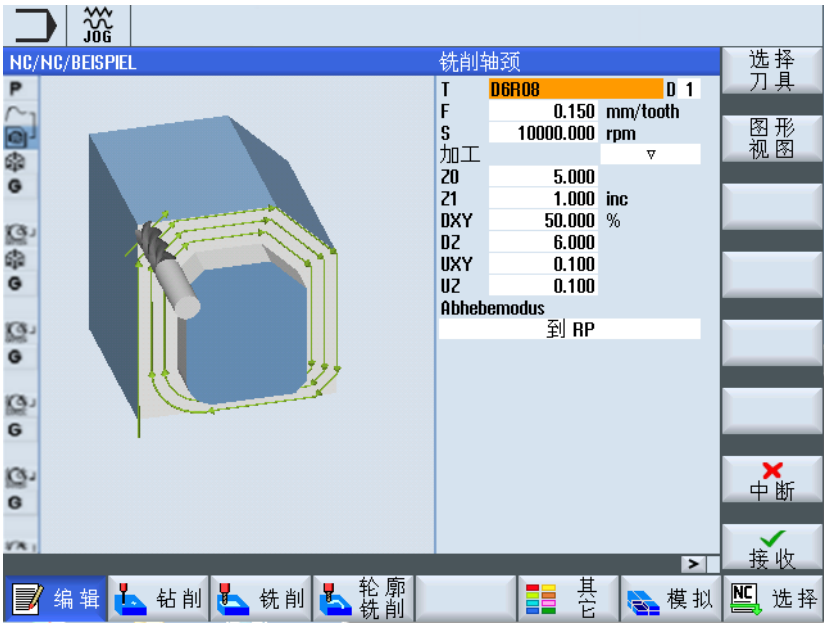 JOG
NC/NC/BEISPIEL
铣削轴颈
选择
刀具
P
T D6R08 D 1
F 0.150 mm/tooth
S 10000.000 rpm
图形
视图
加工 ▿
Z0 5.000
G
Z1 1.000 inc
DXY 50.000 %
DZ 6.000
UXY 0.100
G
UZ 0.100
Abhebemodus
到 RP
G
G
中断
G
接收
>
编辑
钻削
铣削
轮廓
铣削
其
它
模拟
NC 选择